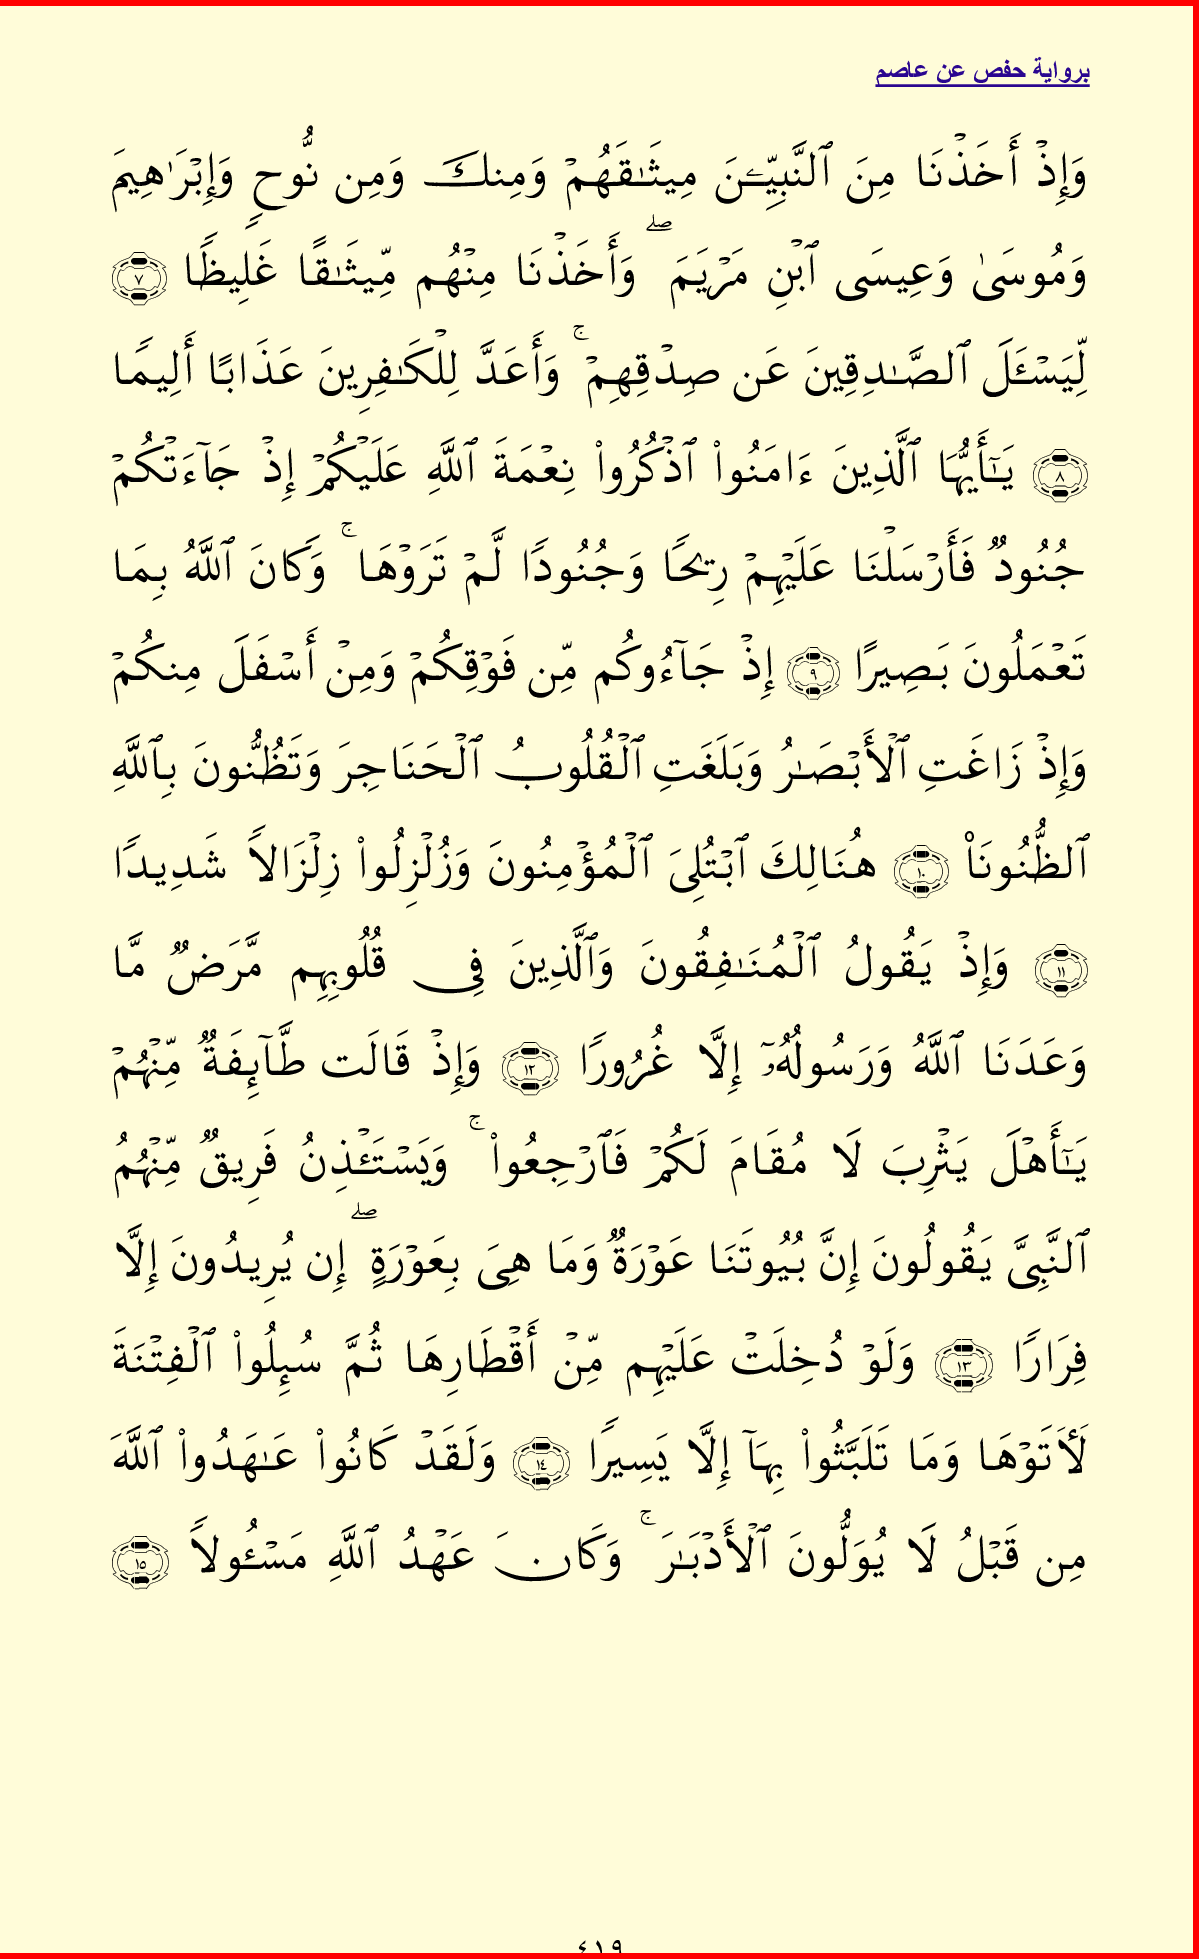 برواية حفص عن عاصم
وَإِذۡ أَخَذۡنَا مِنَ ٱلنَّبِيِّـۧنَ مِيثَٰقَهُمۡ وَمِنكَ وَمِن نُّوحٖ وَإِبۡرَٰهِيمَ
وَمُوسَىٰ وَعِيسَى ٱبۡنِ مَرۡيَمَۖ وَأَخَذۡنَا مِنۡهُم مِّيثَٰقًا غَلِيظٗا ٧
لِّيَسۡـَٔلَ ٱلصَّٰدِقِينَ عَن صِدۡقِهِمۡۚ وَأَعَدَّ لِلۡكَٰفِرِينَ عَذَابًا أَلِيمٗا
٨ يَٰٓأَيُّهَا ٱلَّذِينَ ءَامَنُواْ ٱذۡكُرُواْ نِعۡمَةَ ٱللَّهِ عَلَيۡكُمۡ إِذۡ جَآءَتۡكُمۡ
جُنُودٞ فَأَرۡسَلۡنَا عَلَيۡهِمۡ رِيحٗا وَجُنُودٗا لَّمۡ تَرَوۡهَاۚ وَكَانَ ٱللَّهُ بِمَا
تَعۡمَلُونَ بَصِيرًا ٩ إِذۡ جَآءُوكُم مِّن فَوۡقِكُمۡ وَمِنۡ أَسۡفَلَ مِنكُمۡ
وَإِذۡ زَاغَتِ ٱلۡأَبۡصَٰرُ وَبَلَغَتِ ٱلۡقُلُوبُ ٱلۡحَنَاجِرَ وَتَظُنُّونَ بِٱللَّهِ
ٱلظُّنُونَا۠ ١٠ هُنَالِكَ ٱبۡتُلِيَ ٱلۡمُؤۡمِنُونَ وَزُلۡزِلُواْ زِلۡزَالٗا شَدِيدٗا
١١ وَإِذۡ يَقُولُ ٱلۡمُنَٰفِقُونَ وَٱلَّذِينَ فِي قُلُوبِهِم مَّرَضٞ مَّا
وَعَدَنَا ٱللَّهُ وَرَسُولُهُۥٓ إِلَّا غُرُورٗا ١٢ وَإِذۡ قَالَت طَّآئِفَةٞ مِّنۡهُمۡ
يَٰٓأَهۡلَ يَثۡرِبَ لَا مُقَامَ لَكُمۡ فَٱرۡجِعُواْۚ وَيَسۡتَـٔۡذِنُ فَرِيقٞ مِّنۡهُمُ
ٱلنَّبِيَّ يَقُولُونَ إِنَّ بُيُوتَنَا عَوۡرَةٞ وَمَا هِيَ بِعَوۡرَةٍۖ إِن يُرِيدُونَ إِلَّا
فِرَارٗا ١٣ وَلَوۡ دُخِلَتۡ عَلَيۡهِم مِّنۡ أَقۡطَارِهَا ثُمَّ سُئِلُواْ ٱلۡفِتۡنَةَ
لَأٓتَوۡهَا وَمَا تَلَبَّثُواْ بِهَآ إِلَّا يَسِيرٗا ١٤ وَلَقَدۡ كَانُواْ عَٰهَدُواْ ٱللَّهَ
مِن قَبۡلُ لَا يُوَلُّونَ ٱلۡأَدۡبَٰرَۚ وَكَانَ عَهۡدُ ٱللَّهِ مَسۡـُٔولٗا ١٥
٤١٩